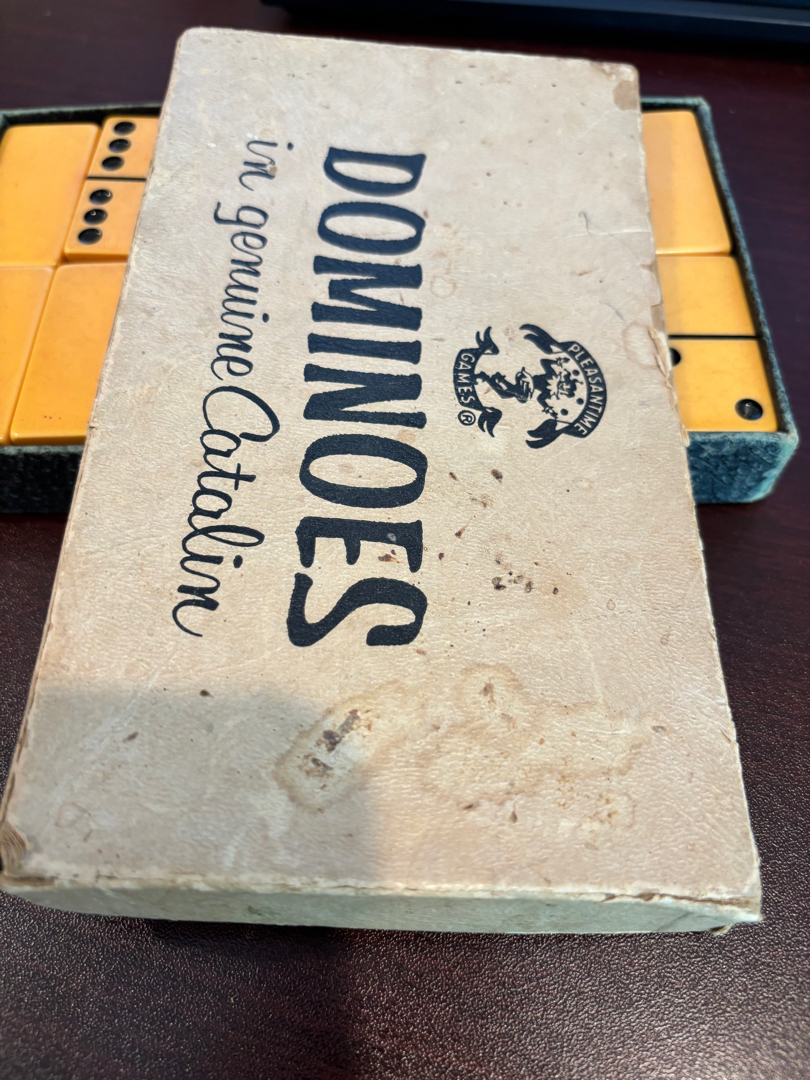 PLEASANTIME
GAMES ®
DOMINOES
in genuine Catalin